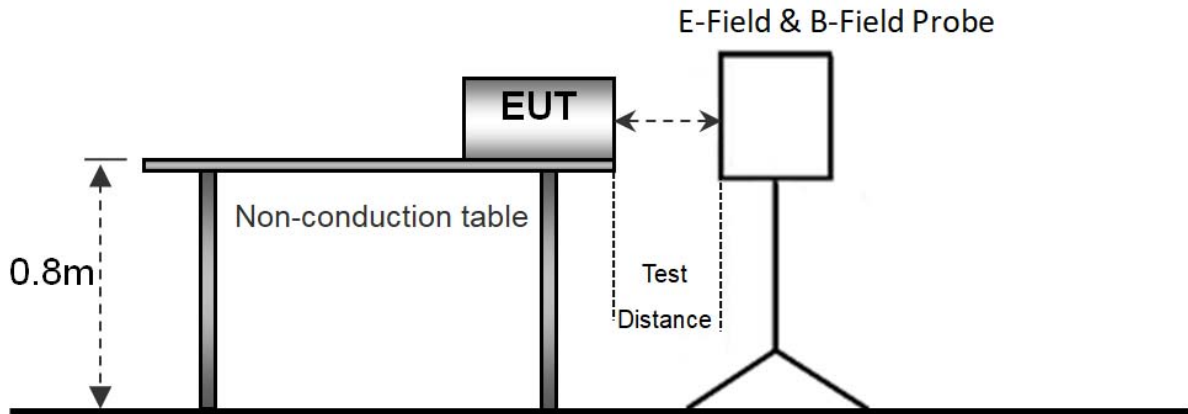 E-Field & B-Field Probe
EUT
Non-conduction table
0.8m
Test
Distance